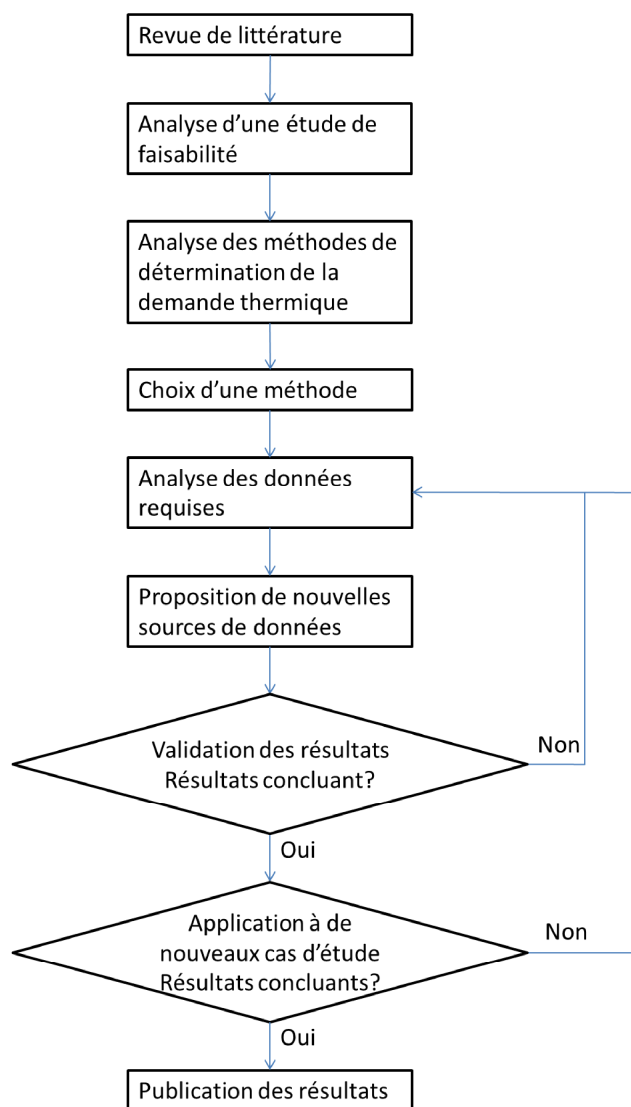 Revue de littérature
Analyse d'une étude de
faisabilité
Analyse des méthodes de
détermination de la
demande thermique
Choix d'une méthode
Analyse des données
requises
Proposition de nouvelles
sources de données
Validation des résultats
Résultats concluant?
Non
Oui
Application à de
nouveaux cas d'étude
Résultats concluants?
Non
Oui
Publication des résultats